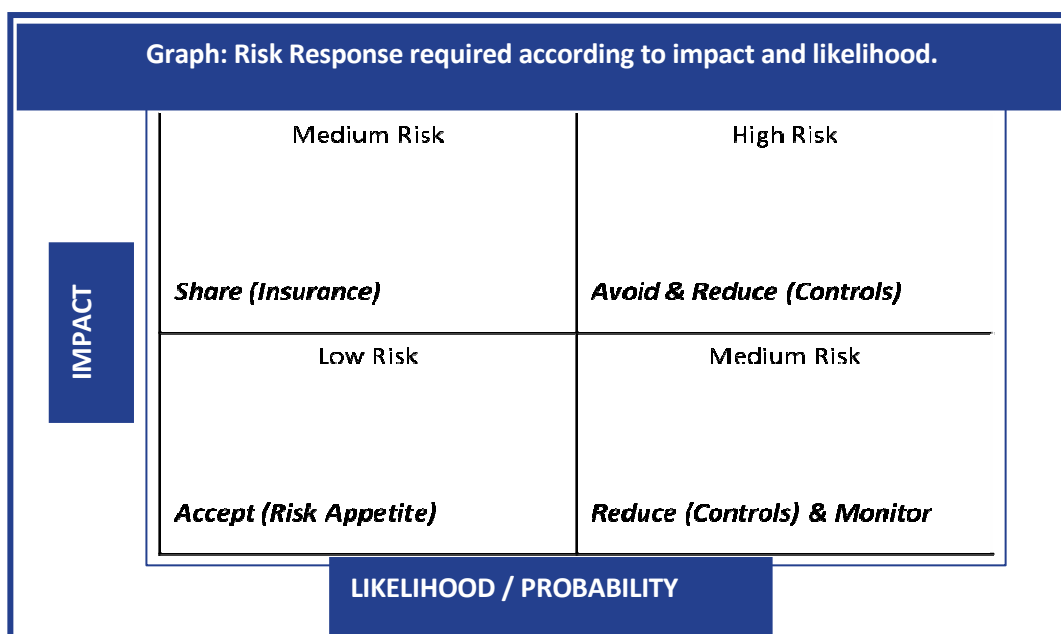 Graph: Risk Response required according to impact and likelihood.
Medium Risk
High Risk
Share (Insurance)
Avoid & Reduce (Controls)
IMPACT
Low Risk
Medium Risk
Accept (Risk Appetite)
Reduce (Controls) & Monitor
LIKELIHOOD / PROBABILITY